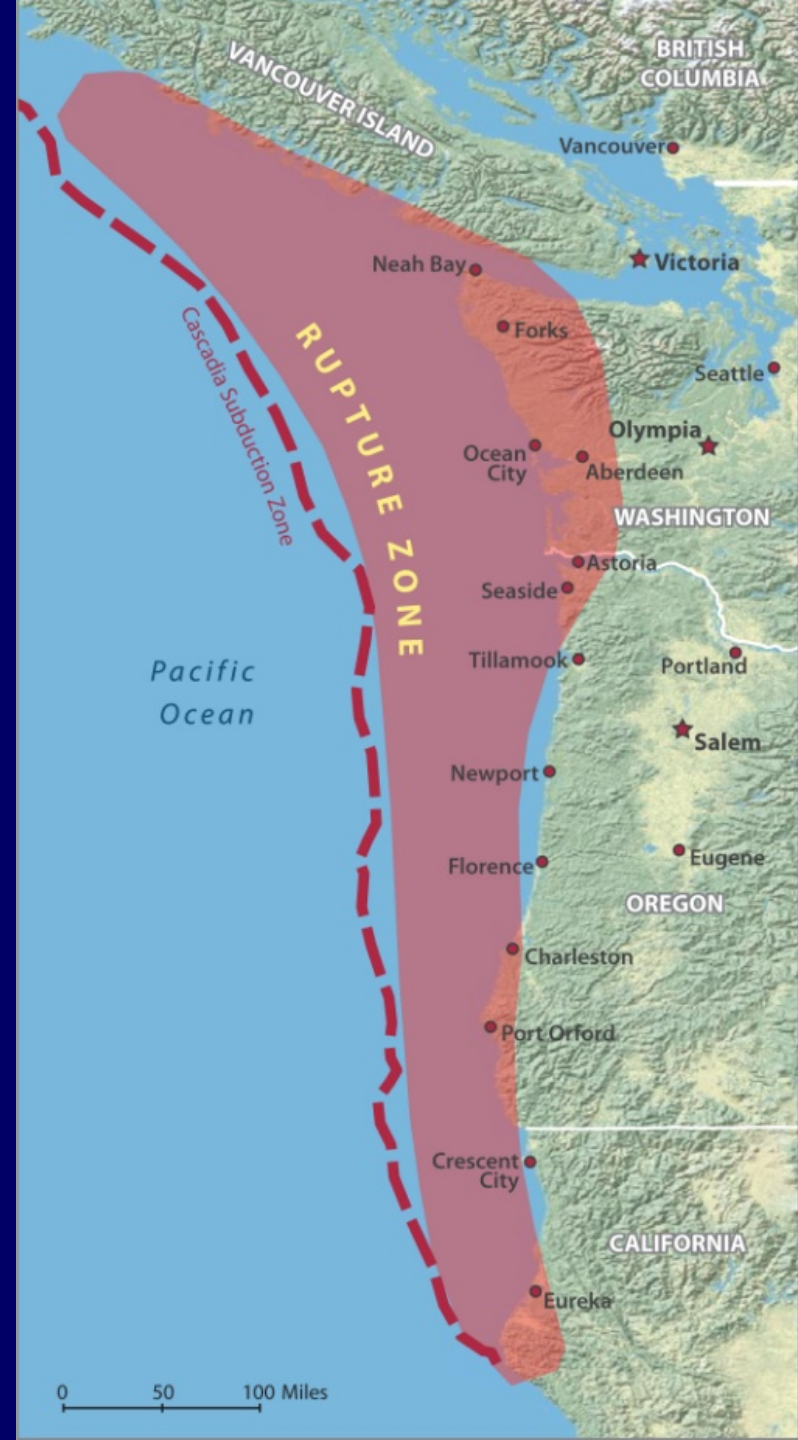 BRITISH
COLUMBIA
VANCOUVER ISLAND
Vancouver
Neah Bay
Victoria
Forks
Cascadia Subduction Zone
RUPTURE ZONE
Seattle
Olympia
Ocean
City
Aberdeen
WASHINGTON
Astoria
Seaside
Tillamook
Portland
Pacific
Ocean
Salem
Newport
Florence
Eugene
OREGON
Charleston
Port Orford
Crescent
City
CALIFORNIA
Eureka
0 50 100 Miles